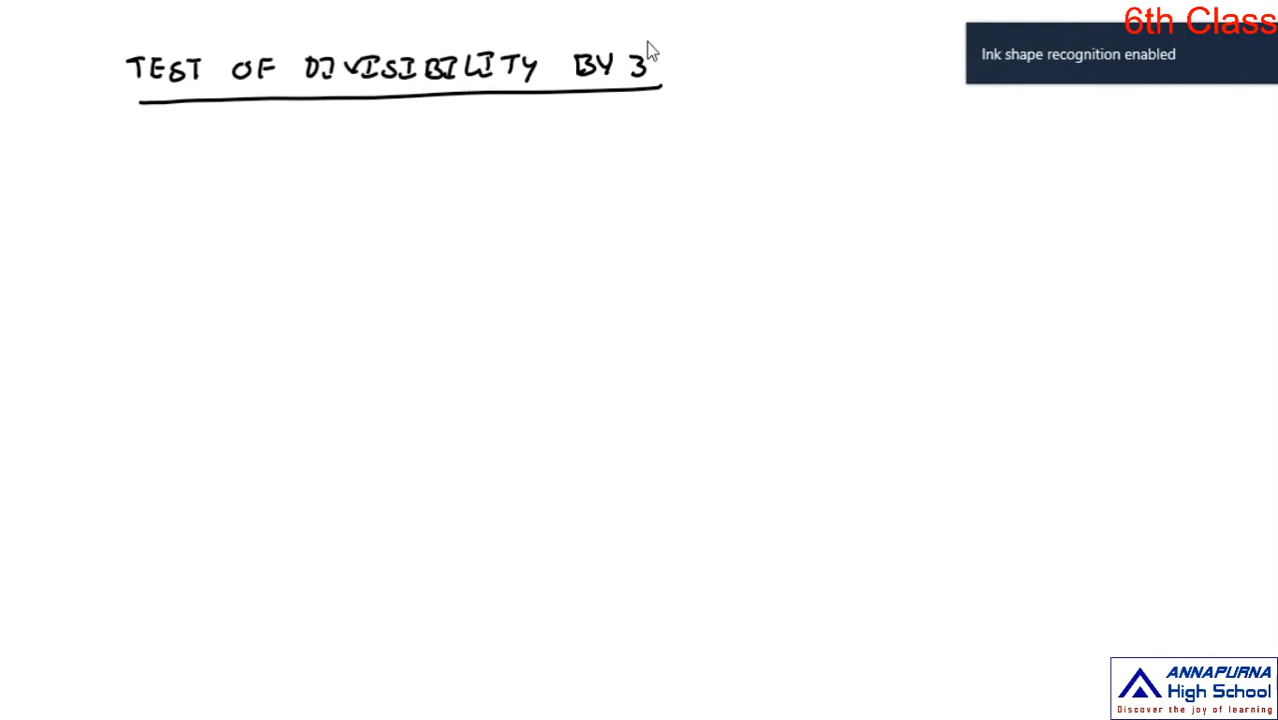 6th Class
Ink shape recognition enabled
TEST OF DIVISIBILITY BY 3
ANNAPURNA
High School
Discover the joy of learning